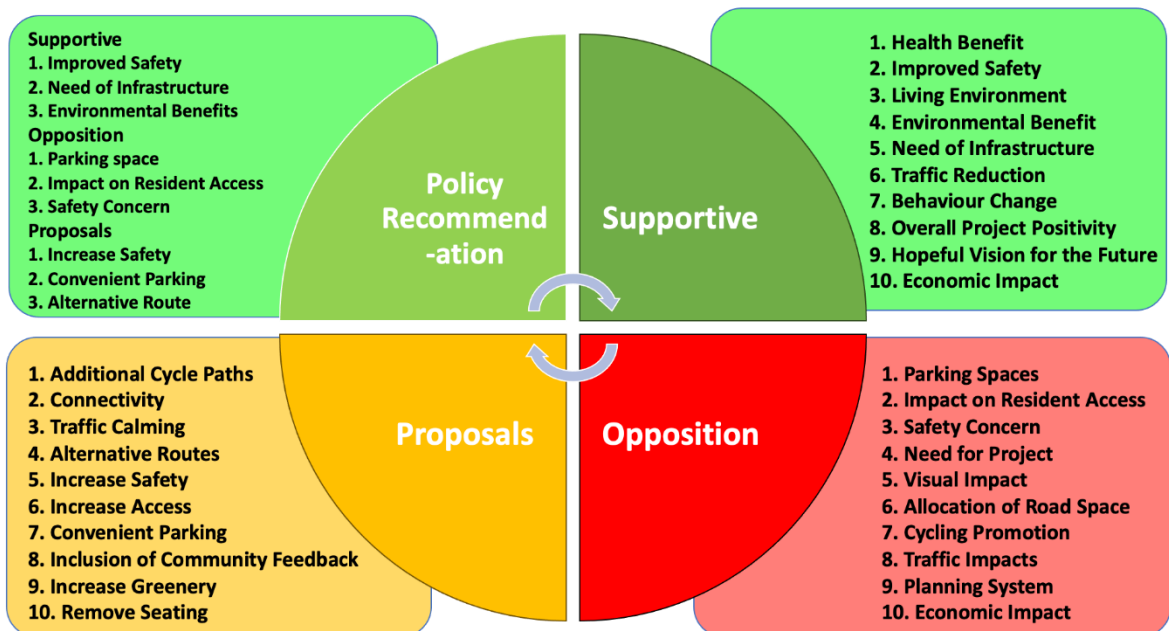 Supportive
1. Improved Safety
2. Need of Infrastructure
3. Environmental Benefits
Opposition
1. Parking space
2. Impact on Resident Access
3. Safety Concern
Proposals
1. Increase Safety
2. Convenient Parking
3. Alternative Route
Policy
Recommend
-ation
Supportive
1. Health Benefit
2. Improved Safety
3. Living Environment
4. Environmental Benefit
5. Need of Infrastructure
6. Traffic Reduction
7. Behaviour Change
8. Overall Project Positivity
9. Hopeful Vision for the Future
10. Economic Impact
1. Additional Cycle Paths
2. Connectivity
3. Traffic Calming
4. Alternative Routes
5. Increase Safety
6. Increase Access
7. Convenient Parking
8. Inclusion of Community Feedback
9. Increase Greenery
10. Remove Seating
Proposals
Opposition
1. Parking Spaces
2. Impact on Resident Access
3. Safety Concern
4. Need for Project
5. Visual Impact
6. Allocation of Road Space
7. Cycling Promotion
8. Traffic Impacts
9. Planning System
10. Economic Impact